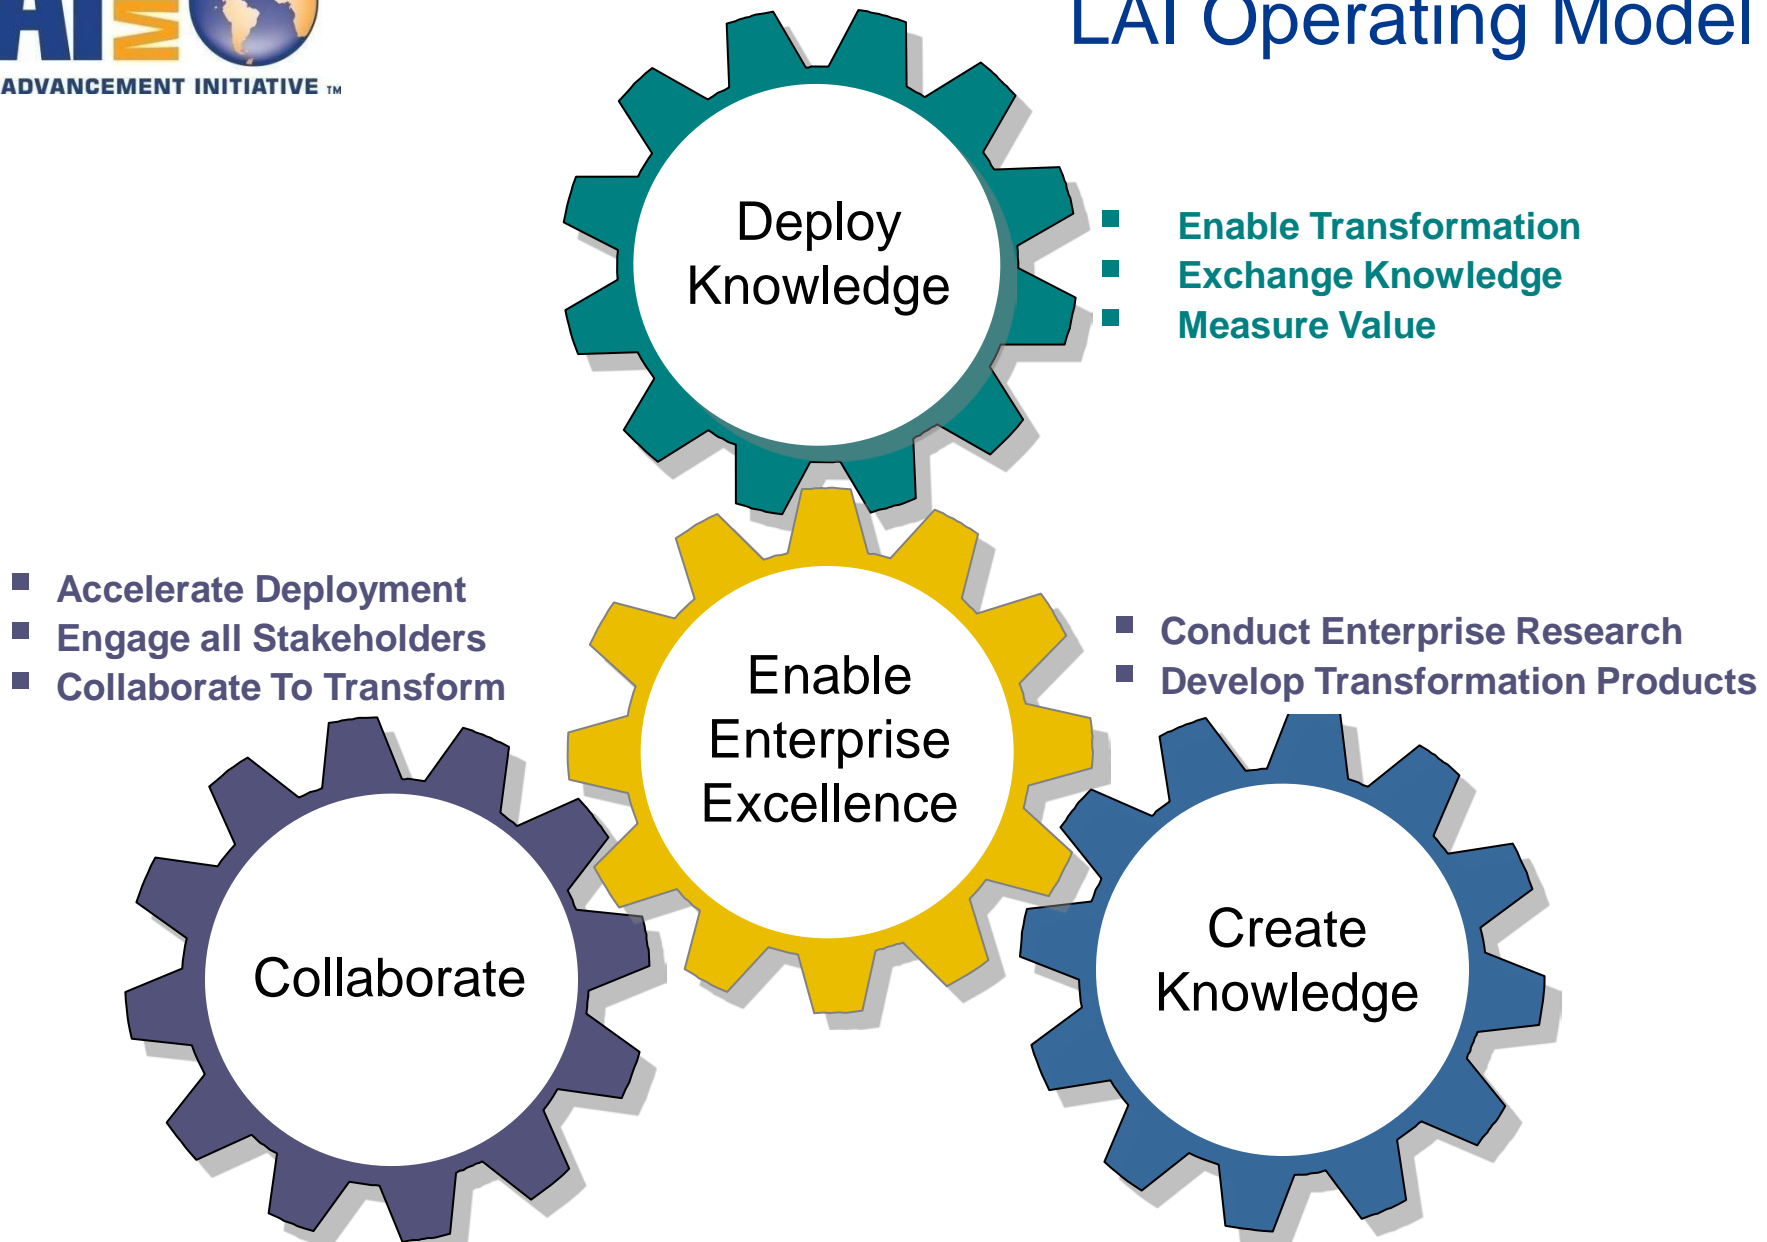 AI
M
ADVANCEMENT INITIATIVE TM
LAI Operating Model
Deploy
Knowledge
Enable Transformation
Exchange Knowledge
Measure Value
Accelerate Deployment
Engage all Stakeholders
Collaborate To Transform
Enable
Enterprise
Excellence
Conduct Enterprise Research
Develop Transformation Products
Collaborate
Create
Knowledge